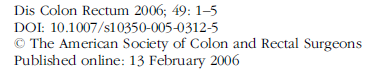 Dis Colon Rectum 2006; 49: 1–5
DOI: 10.1007/s10350-005-0312-5
© The American Society of Colon and Rectal Surgeons
Published online: 13 February 2006